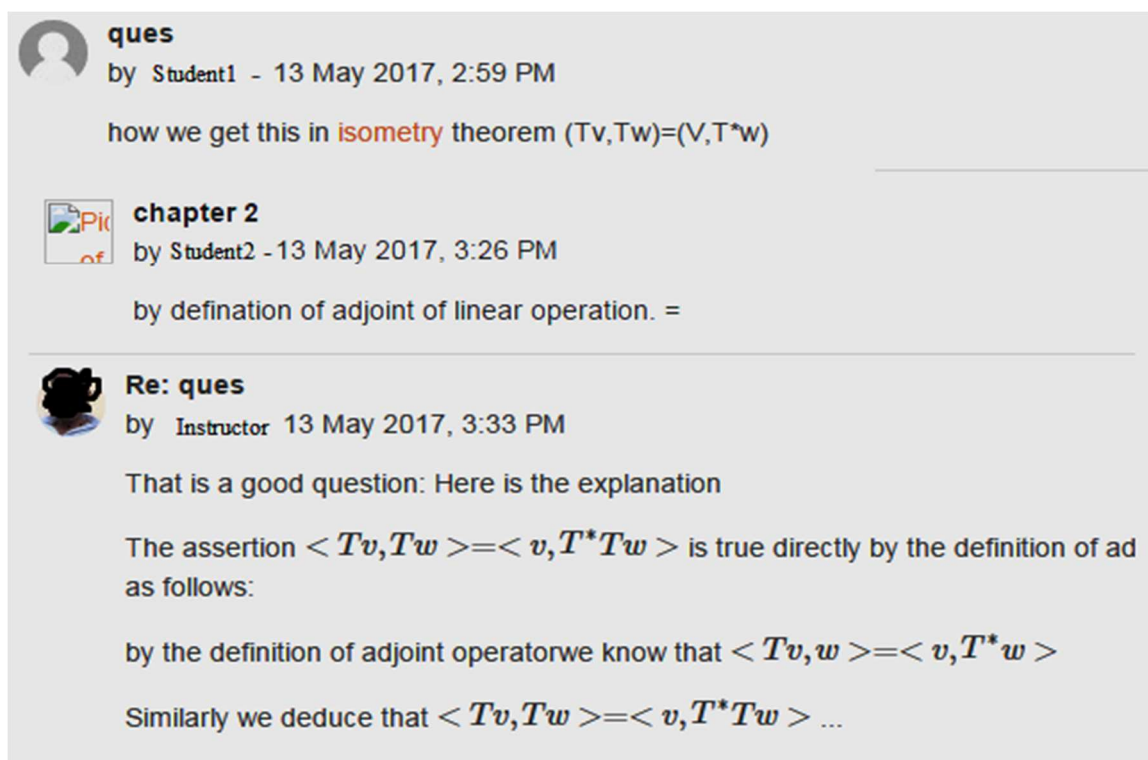 ques
by Student1 - 13 May 2017, 2:59 PM
how we get this in isometry theorem (Tv,Tw)=(V,T*w)
Pic
of
chapter 2
by Student2 -13 May 2017, 3:26 PM
by defination of adjoint of linear operation. =
Re: ques
by Instructor 13 May 2017, 3:33 PM
That is a good question: Here is the explanation
The assertion < Tv,Tw >=< v,T*Tw > is true directly by the definition of ad
as follows:
by the definition of adjoint operatorwe know that < Tv,w >=< v,T*w >
Similarly we deduce that < Tv,Tw >=< v,T*Tw > ...